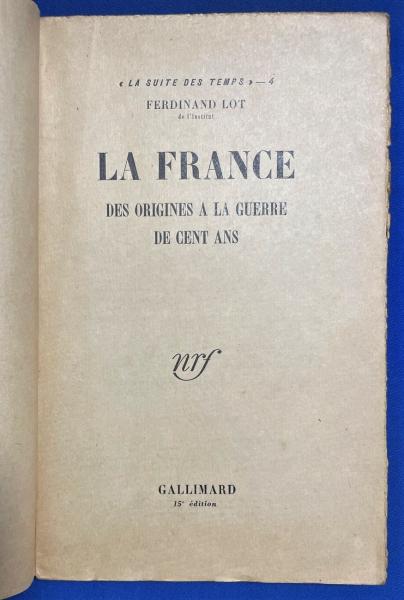 « LA SUITE DES TEMPS » — 4
FERDINAND LOT
de l'Institut
LA FRANCE
DES ORIGINES A LA GUERRE
DE CENT ANS
nrf
GALLIMARD
15e édition